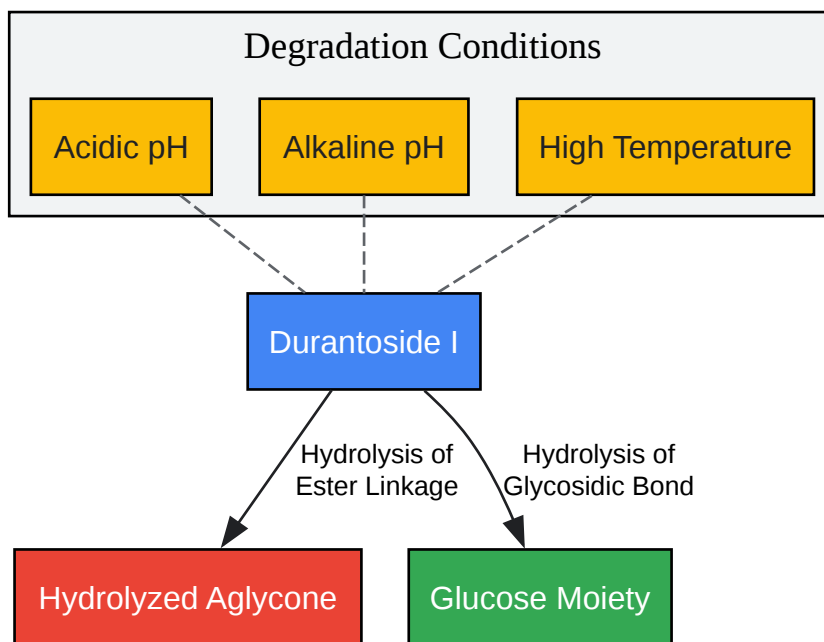 Degradation Conditions
Acidic pH
Alkaline pH
High Temperature
Durantoside I
Hydrolysis of
Ester Linkage
Hydrolysis of
Glycosidic Bond
Hydrolyzed Aglycone
Glucose Moiety